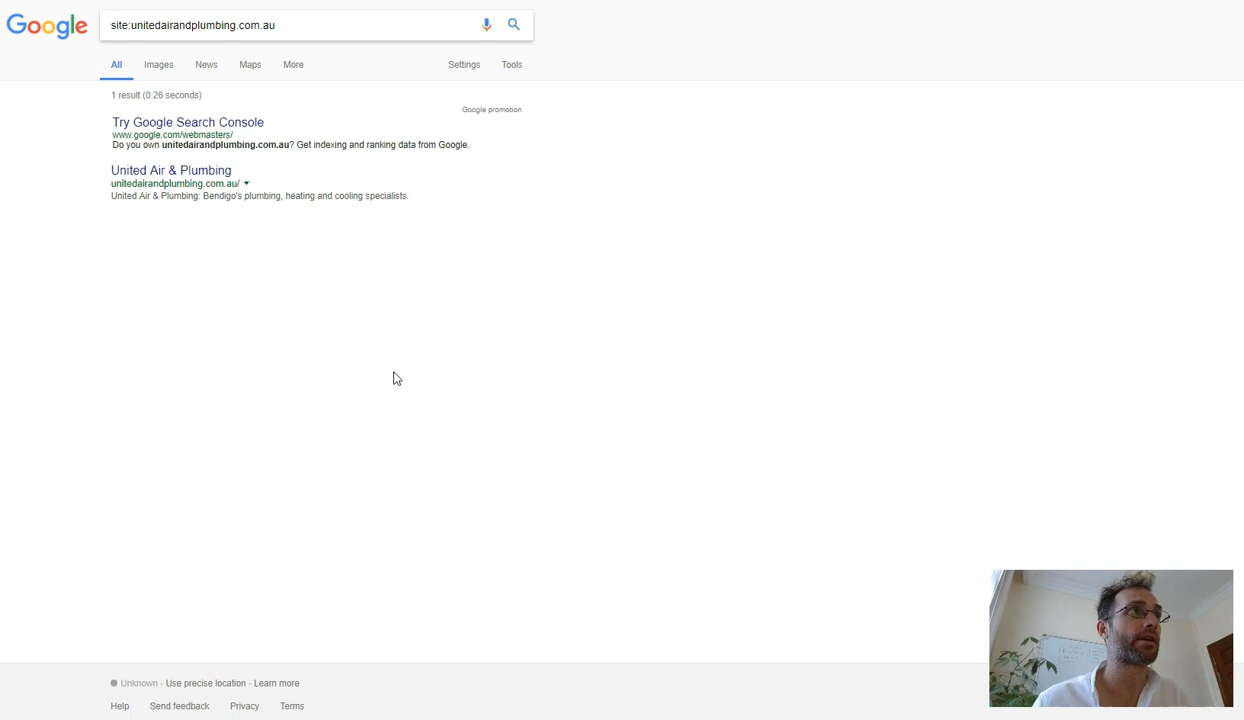 Google
site:unitedairandplumbing.com.au
All Images News Maps More Settings Tools
1 result (0.26 seconds)
Google promotion
Try Google Search Console
www.google.com/webmasters/
Do you own unitedairandplumbing.com.au? Get indexing and ranking data from Google.
United Air & Plumbing
unitedairandplumbing.com.au/
United Air & Plumbing: Bendigo's plumbing, heating and cooling specialists.
Unknown - Use precise location - Learn more
Help Send feedback Privacy Terms